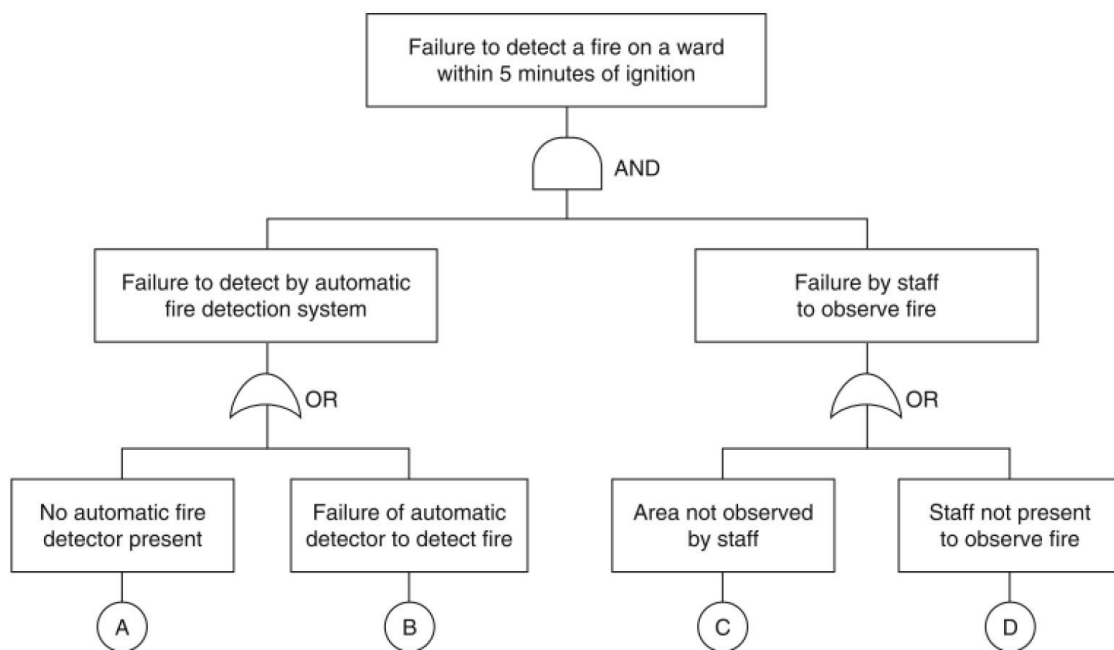 Failure to detect a fire on a ward
within 5 minutes of ignition
AND
Failure to detect by automatic
fire detection system
Failure by staff
to observe fire
OR
OR
No automatic fire
detector present
Failure of automatic
detector to detect fire
Area not observed
by staff
Staff not present
to observe fire
A
B
C
D